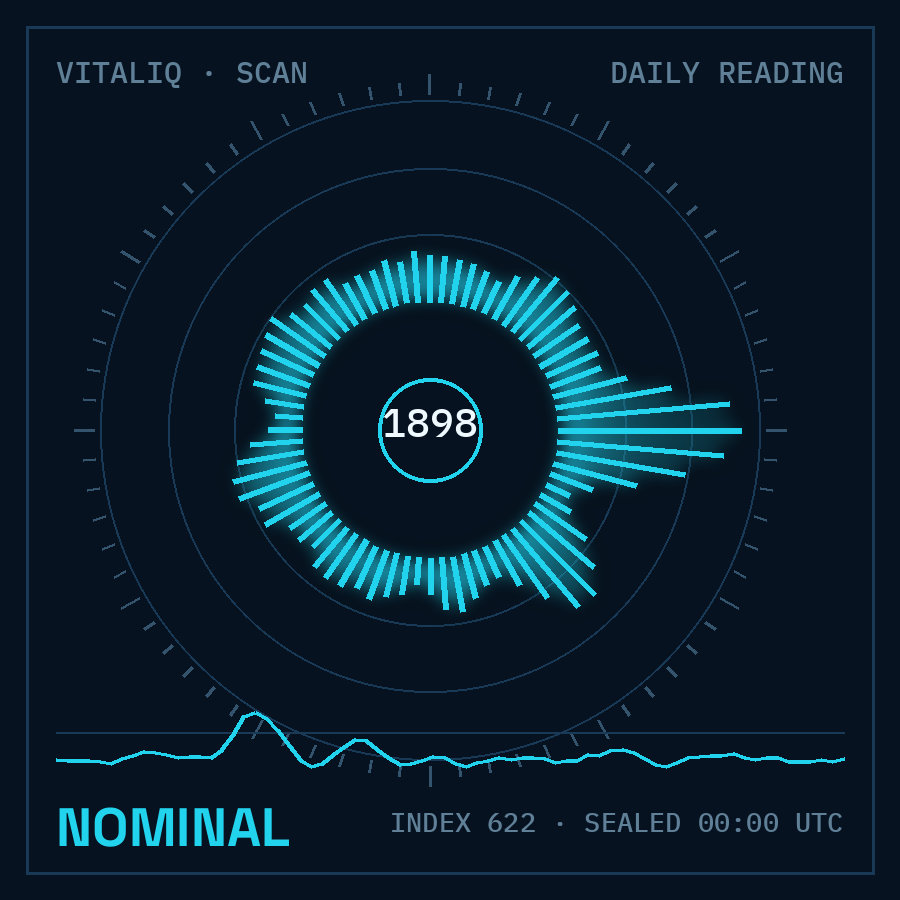 VITALIQ · SCAN
DAILY READING
1898
NOMINAL
INDEX 622 · SEALED 00:00 UTC